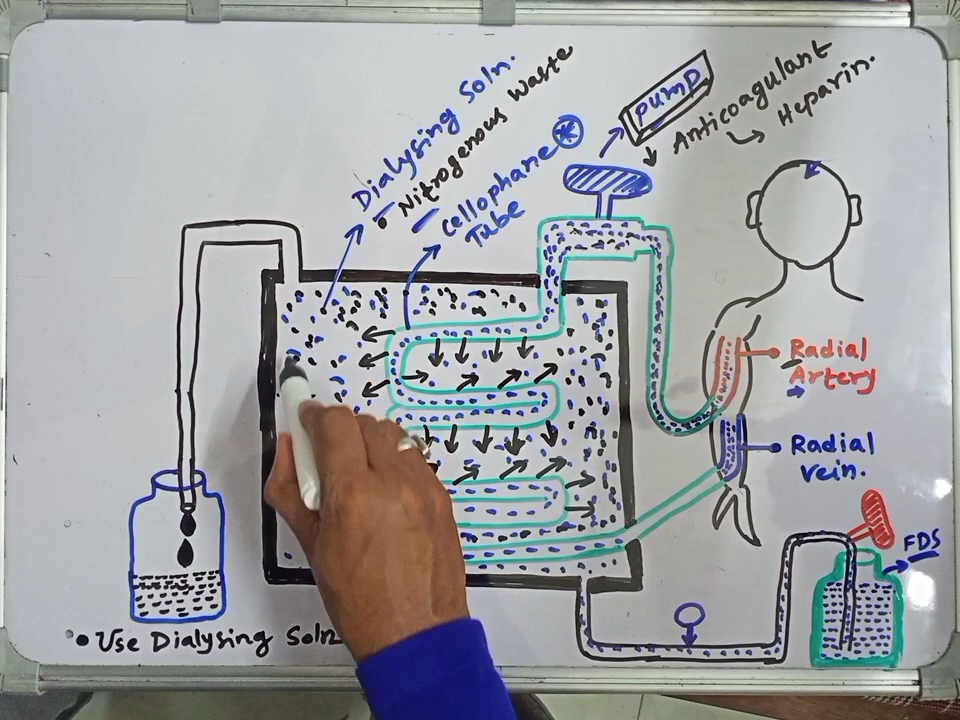 Dialysing Soln.
• Nitrogenous Waste
Cellophane *
Tube
Pump
Anticoagulant
Heparin.
Radial
Artery
Radial
vein.
FDS
• Use Dialysing Soln